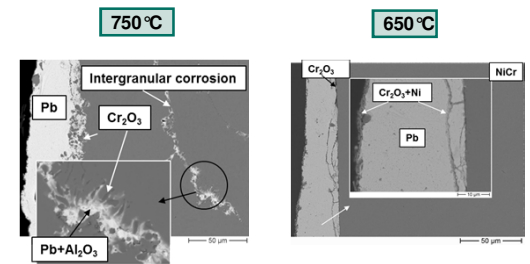 750°C
650°C
Intergranular corrosion
Pb
Cr₂O₃
Pb+Al₂O₃
50 µm
Cr₂O₃
NiCr
Cr₂O₃+Ni
Pb
10 µm
50 µm